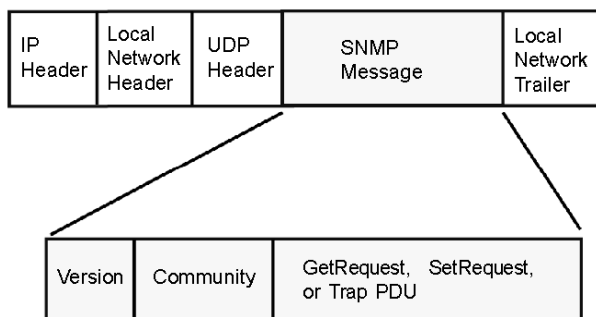 IP
Header
Local
Network
Header
UDP
Header
SNMP
Message
Local
Network
Trailer
Version
Community
GetRequest, SetRequest,
or Trap PDU